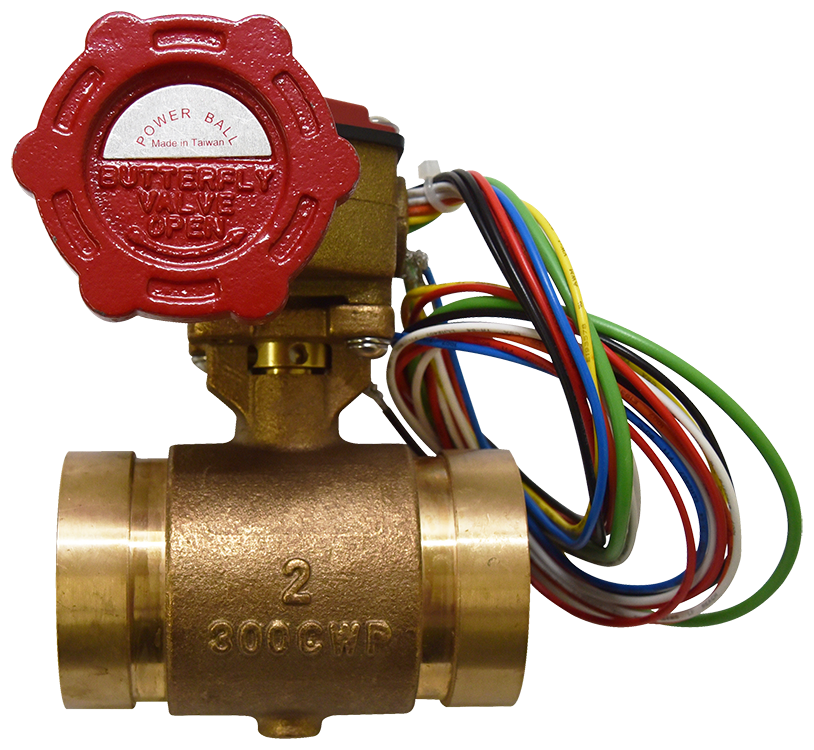 POWER BALL
Made in Taiwan
BUTTERFLY
VALVE
OPEN
2
300CWP